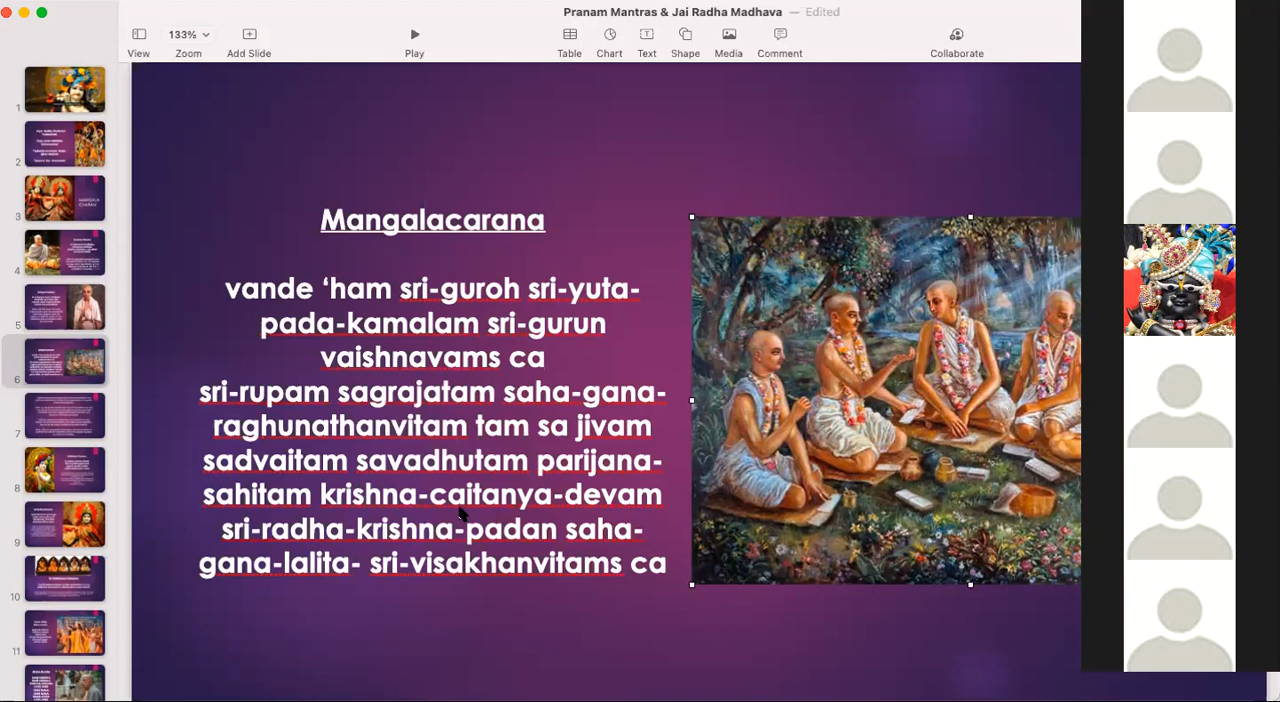 Pranam Mantras & Jai Radha Madhava — Edited
133%
View Zoom Add Slide Play Table Chart Text Shape Media Comment Collaborate
1
2
3
4
5
6
7
8
9
10
11
Mangalacarana
vande ‘ham sri-guroh sri-yuta-
pada-kamalam sri-gurun
vaishnavams ca
sri-rupam sagrajatam saha-gana-
raghunathanvitam tam sa jivam
sadvaitam savadhutam parijana-
sahitam krishna-caitanya-devam
sri-radha-krishna-padan saha-
gana-lalita- sri-visakhanvitams ca